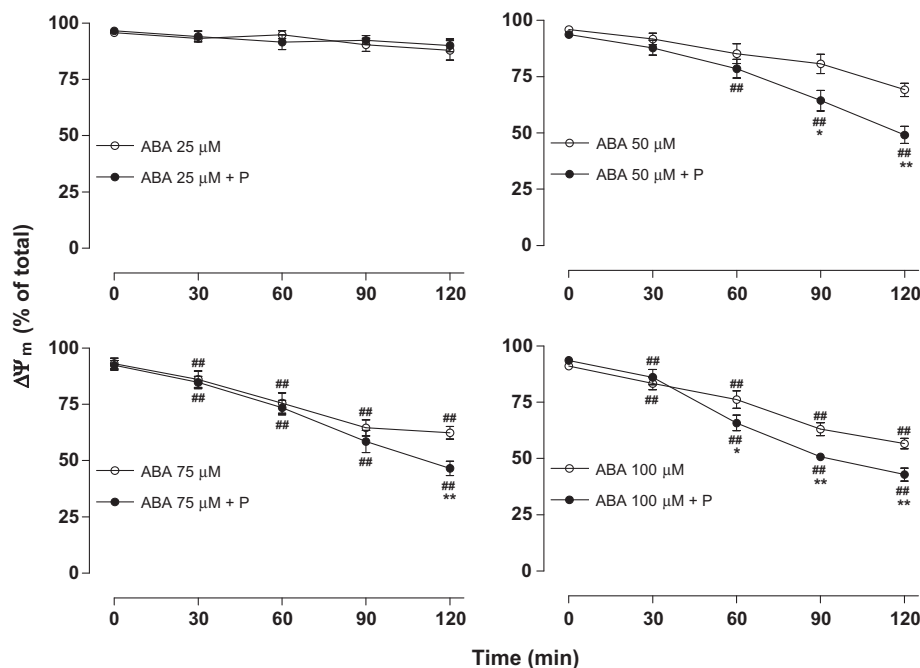 ΔΨm (% of total)
100
75
50
25
0
ABA 25 μM
ABA 25 μM + P
0 30 60 90 120
100
75
50
25
0
ABA 50 μM
ABA 50 μM + P
##
##
*
##
**
0 30 60 90 120
100
75
50
25
0
ABA 75 μM
ABA 75 μM + P
## ## ## ##
## ## ## ##
**
0 30 60 90 120
100
75
50
25
0
ABA 100 μM
ABA 100 μM + P
## ## ## ##
## ## ## ##
* ** **
0 30 60 90 120
Time (min)